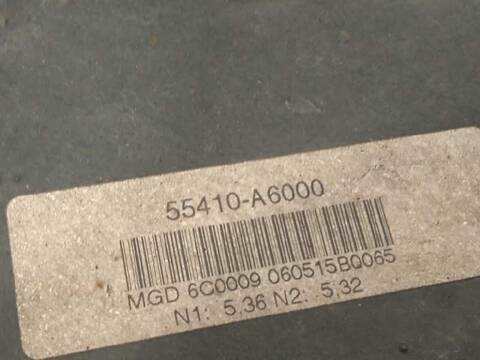 55410-A6000
MGD 6C0009 060515B0065
N1: 5,36 N2: 5,32